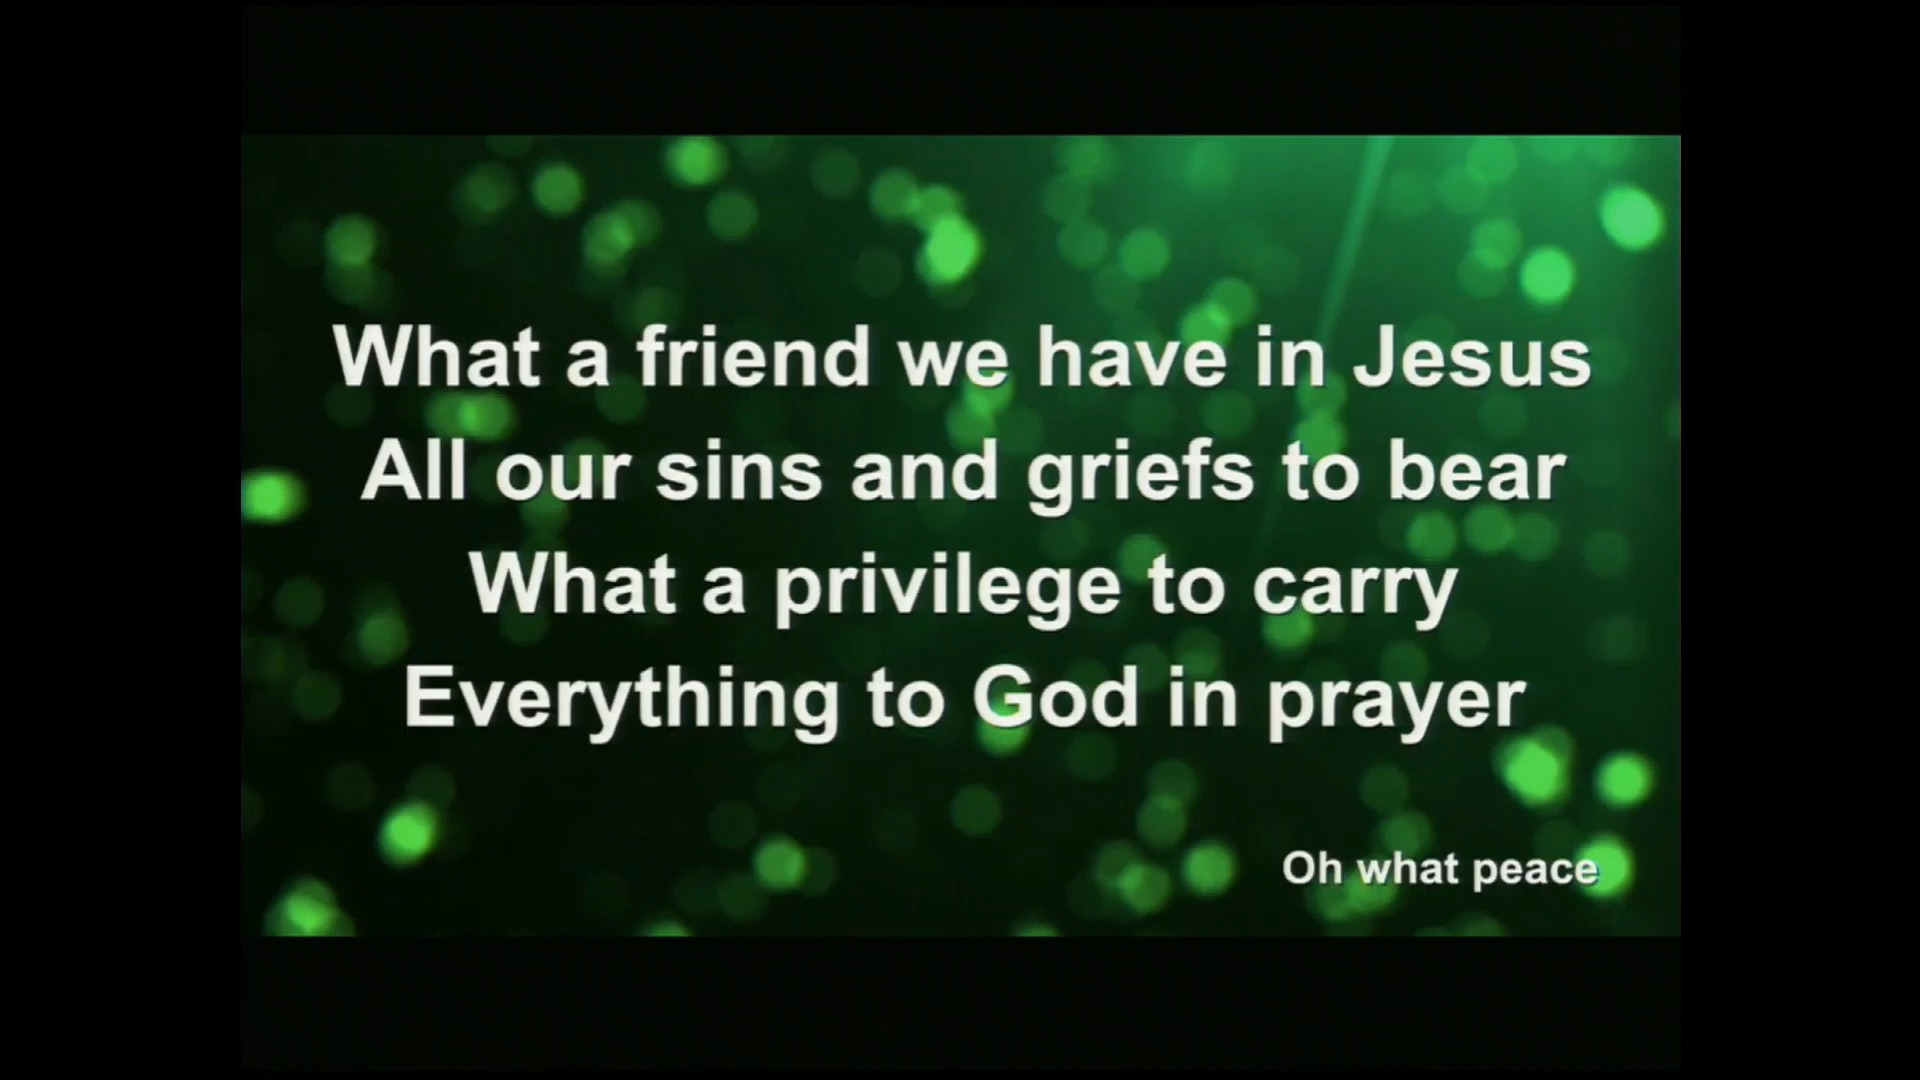 What a friend we have in Jesus
All our sins and griefs to bear
What a privilege to carry
Everything to God in prayer
Oh what peace